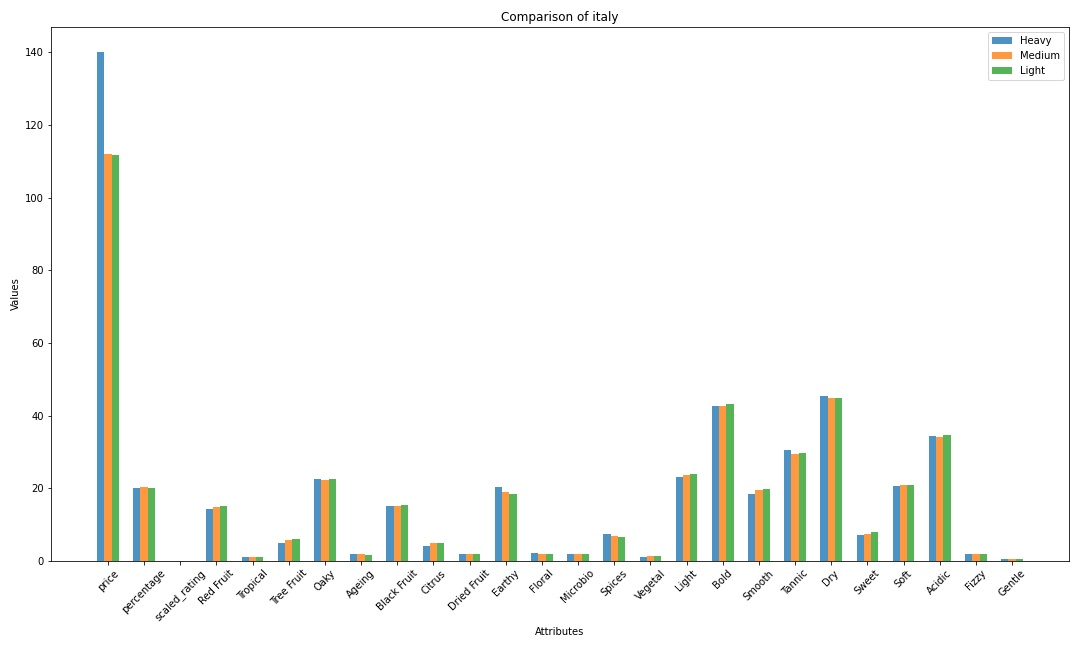 Comparison of italy
Heavy
Medium
Light
140
120
100
80
60
40
20
0
Values
price
percentage
scaled_rating
Red Fruit
Tropical
Tree Fruit
Oaky
Ageing
Black Fruit
Citrus
Dried Fruit
Earthy
Floral
Microbio
Spices
Vegetal
Light
Bold
Smooth
Tannic
Dry
Sweet
Soft
Acidic
Fizzy
Gentle
Attributes